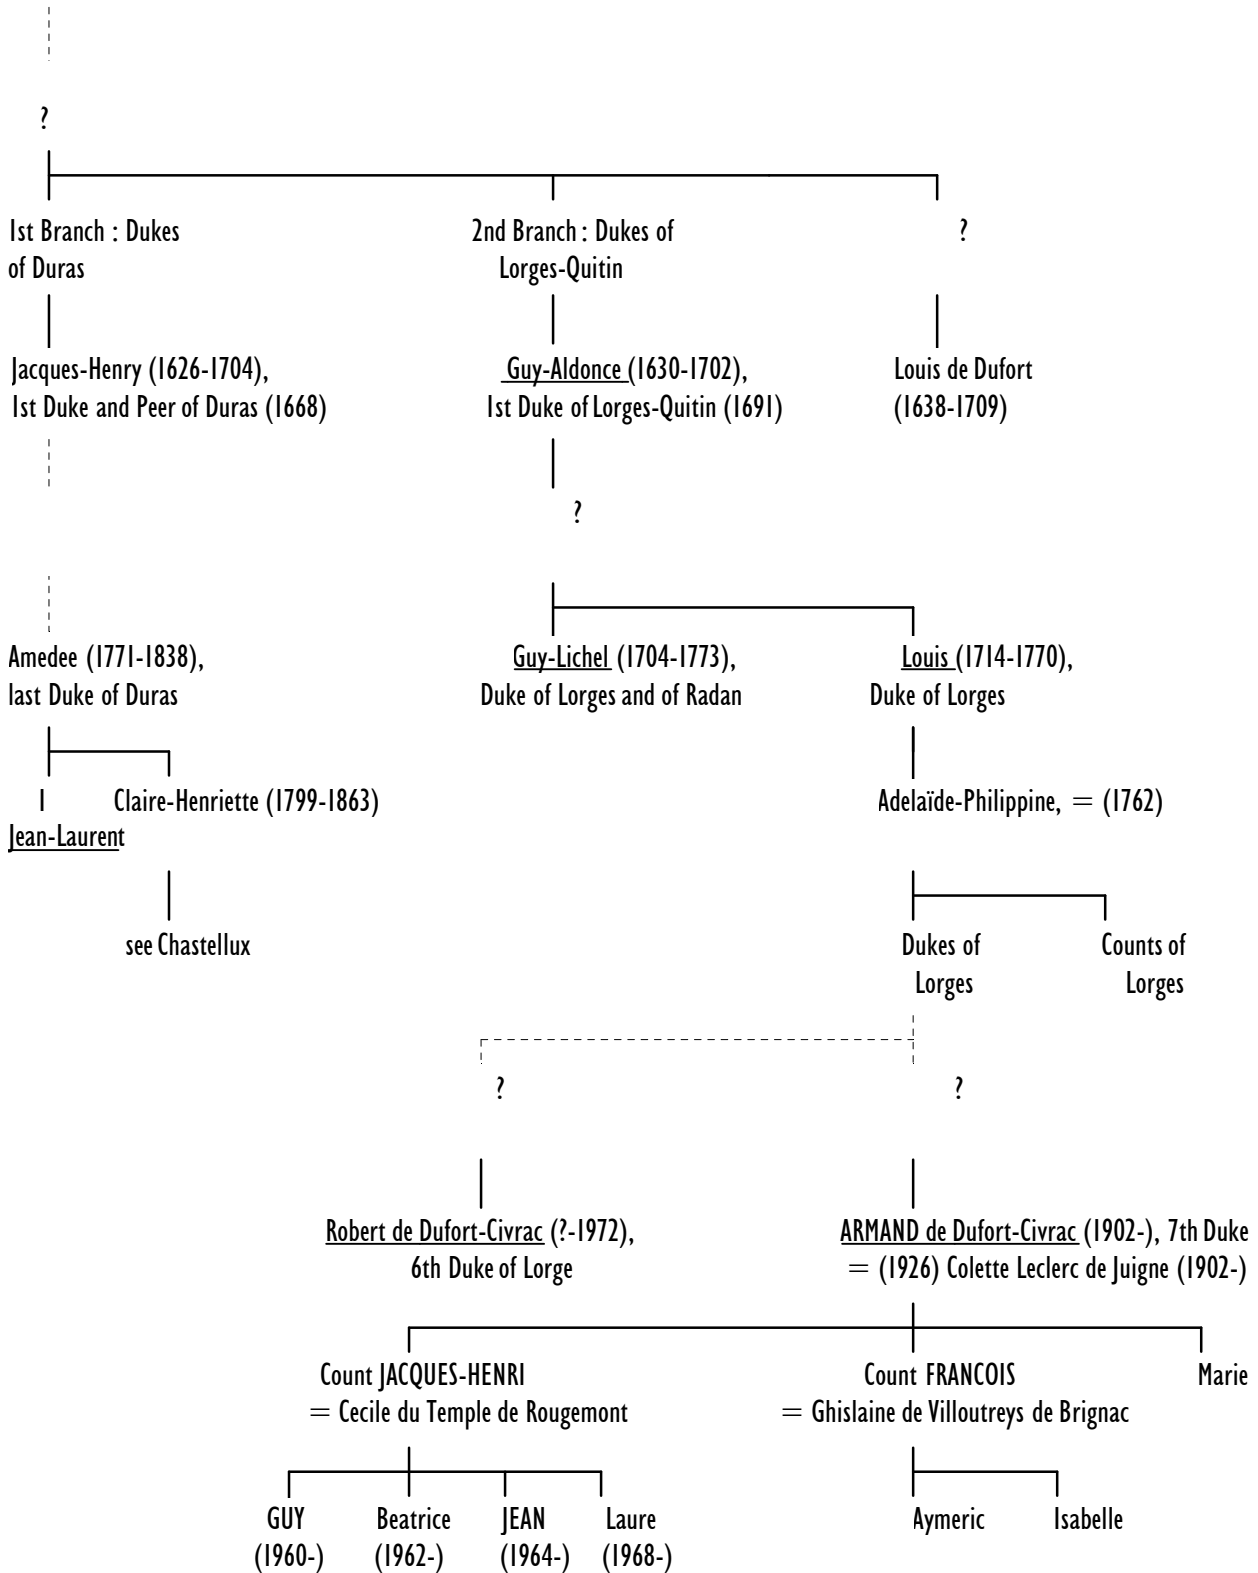 ?
1st Branch : Dukes
of Duras
2nd Branch : Dukes of
Lorges-Quitin
?
Jacques-Henry (1626-1704),
1st Duke and Peer of Duras (1668)
Guy-Aldonce (1630-1702),
1st Duke of Lorges-Quitin (1691)
Louis de Dufort
(1638-1709)
?
Amedee (1771-1838),
last Duke of Duras
Guy-Lichel (1704-1773),
Duke of Lorges and of Radan
Louis (1714-1770),
Duke of Lorges
1
Jean-Laurent
Claire-Henriette (1799-1863)
Adelaïde-Philippine, = (1762)
see Chastellux
Dukes of
Lorges
Counts of
Lorges
?
?
Robert de Dufort-Civrac (?-1972),
6th Duke of Lorge
ARMAND de Dufort-Civrac (1902-), 7th Duke
= (1926) Colette Leclerc de Juigne (1902-)
Count JACQUES-HENRI
= Cecile du Temple de Rougemont
Count FRANCOIS
= Ghislaine de Villoutreys de Brignac
Marie
GUY
(1960-)
Beatrice
(1962-)
JEAN
(1964-)
Laure
(1968-)
Aymeric
Isabelle